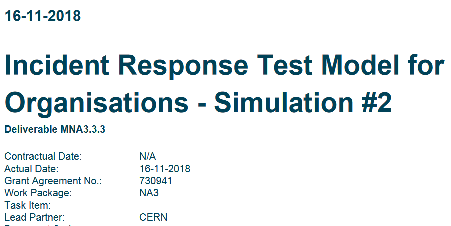 16-11-2018
Incident Response Test Model for
Organisations - Simulation #2
Deliverable MNA3.3.3
Contractual Date: N/A
Actual Date: 16-11-2018
Grant Agreement No.: 730941
Work Package: NA3
Task Item:
Lead Partner: CERN